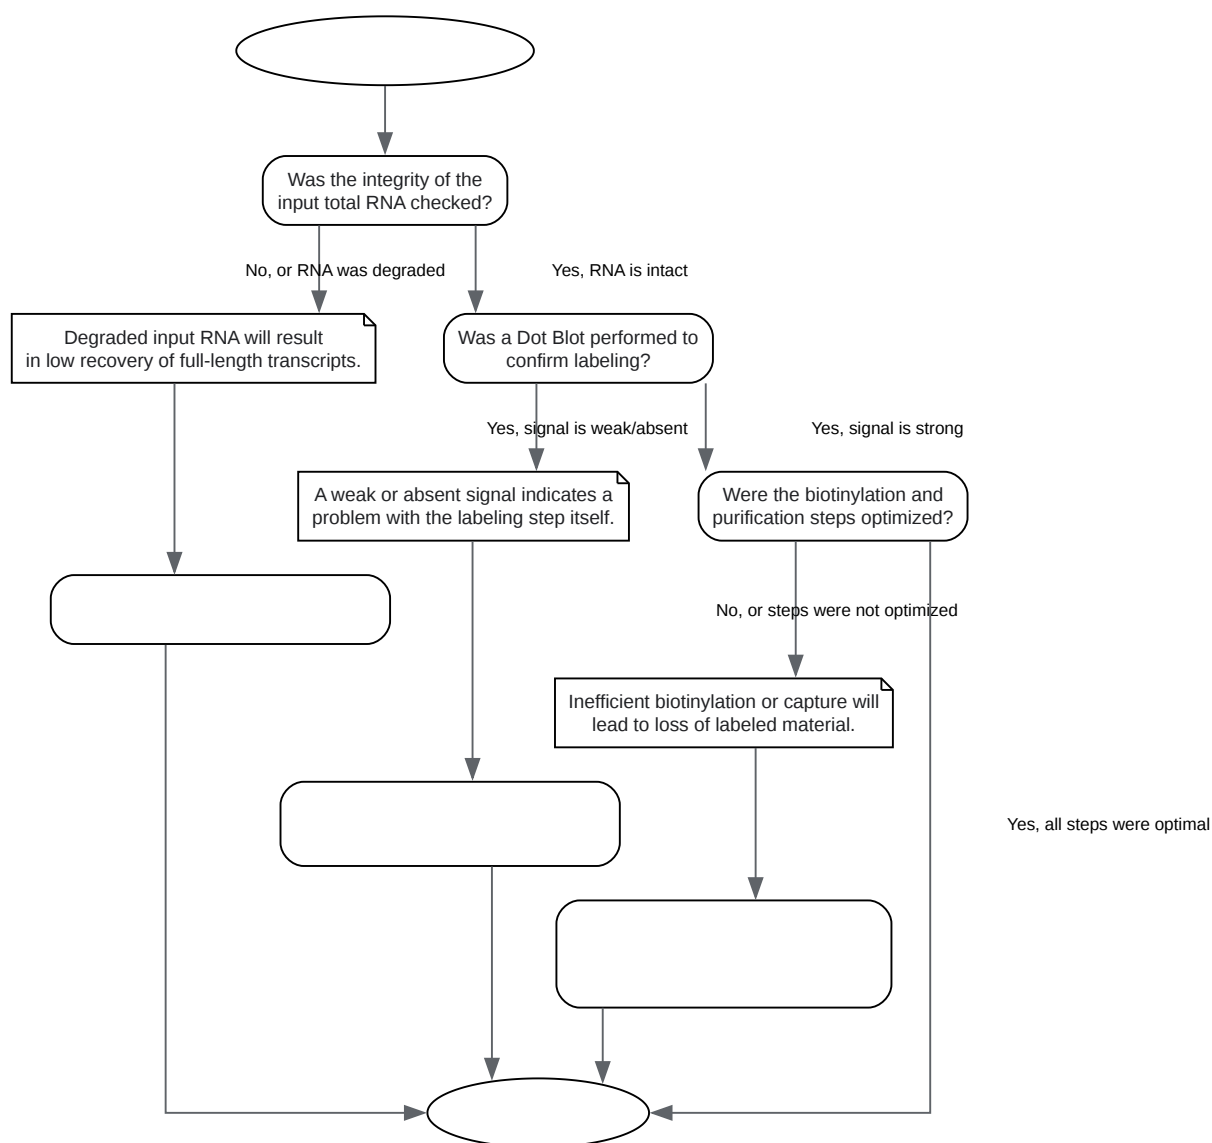 Was the integrity of the
input total RNA checked?
No, or RNA was degraded
Yes, RNA is intact
Degraded input RNA will result
in low recovery of full-length transcripts.
Was a Dot Blot performed to
confirm labeling?
Yes, signal is weak/absent
Yes, signal is strong
A weak or absent signal indicates a
problem with the labeling step itself.
Were the biotinylation and
purification steps optimized?
No, or steps were not optimized
Inefficient biotinylation or capture will
lead to loss of labeled material.
Yes, all steps were optimal